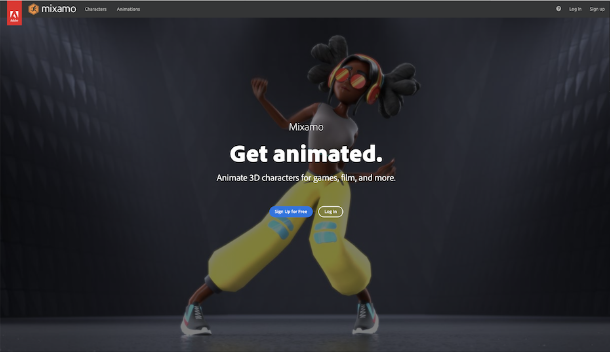 Adobe
mixamo
Characters
Animations
Log in
Sign up
Mixamo
Get animated.
Animate 3D characters for games, film, and more.
Sign Up for Free
Log in